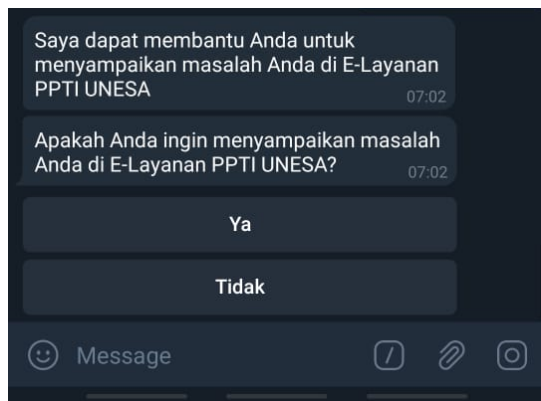 Saya dapat membantu Anda untuk
menyampaikan masalah Anda di E-Layanan
PPTI UNESA
07:02
Apakah Anda ingin menyampaikan masalah
Anda di E-Layanan PPTI UNESA?
07:02
Ya
Tidak
Message